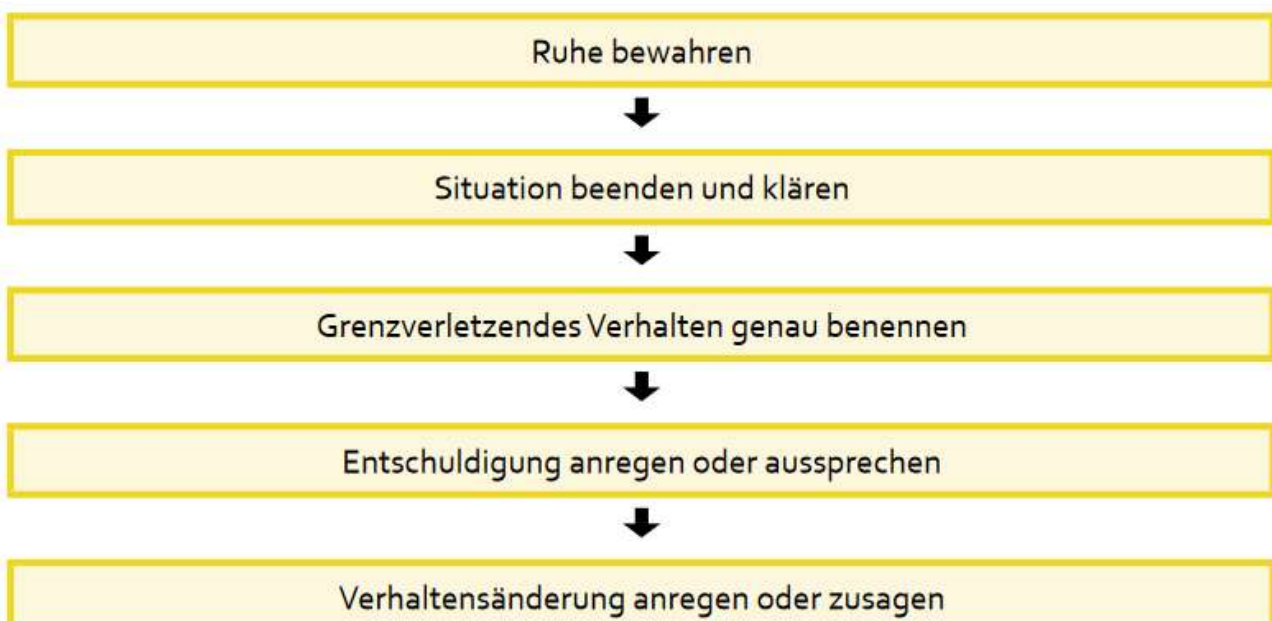 Ruhe bewahren
Situation beenden und klären
Grenzverletzendes Verhalten genau benennen
Entschuldigung anregen oder aussprechen
Verhaltensänderung anregen oder zusagen